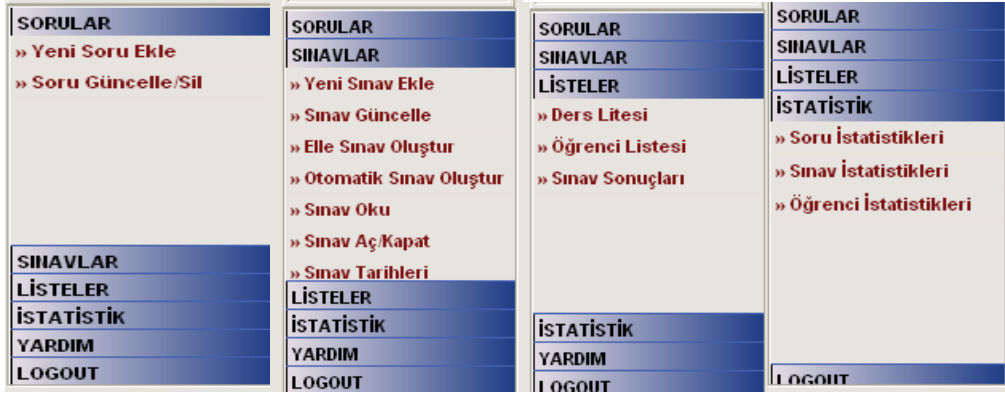 SORULAR
» Yeni Soru Ekle
» Soru Güncelle/Sil
SINAVLAR
LİSTELER
İSTATİSTİK
YARDIM
LOGOUT
SORULAR
SINAVLAR
» Yeni Sınav Ekle
» Sınav Güncelle
» Elle Sınav Oluştur
» Otomatik Sınav Oluştur
» Sınav Oku
» Sınav Aç/Kapat
» Sınav Tarihleri
LİSTELER
İSTATİSTİK
YARDIM
LOGOUT
SORULAR
SINAVLAR
LİSTELER
» Ders Litesi
» Öğrenci Listesi
» Sınav Sonuçları
İSTATİSTİK
YARDIM
LOGOUT
SORULAR
SINAVLAR
LİSTELER
İSTATİSTİK
» Soru İstatistikleri
» Sınav İstatistikleri
» Öğrenci İstatistikleri
LOGOUT